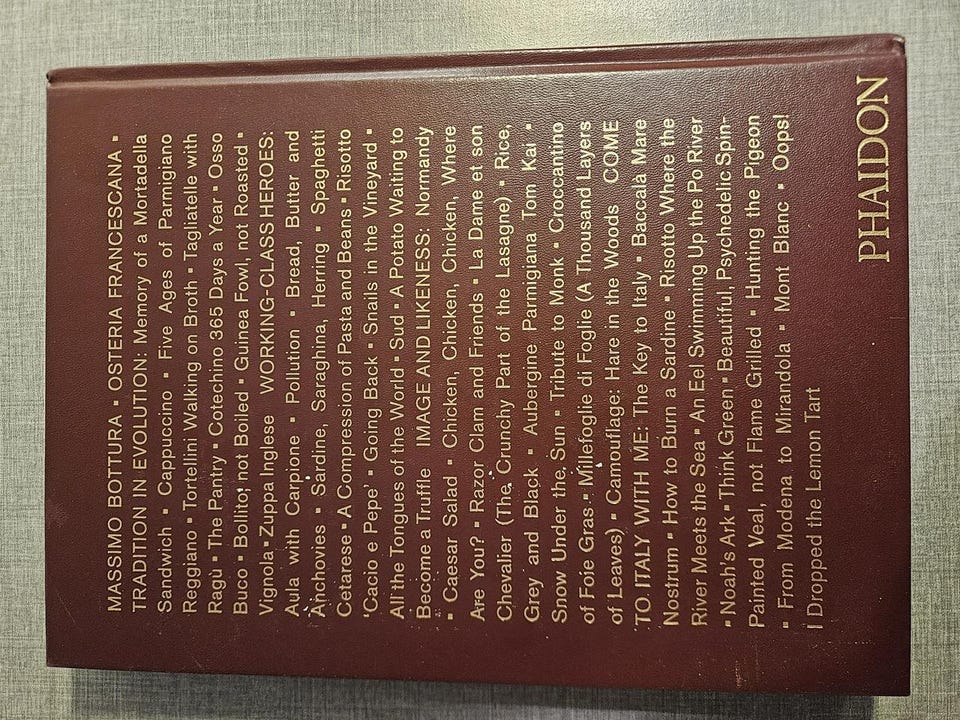 MASSIMO BOTTURA ▪ OSTERIA FRANCESCANA ▪
TRADITION IN EVOLUTION: Memory of a Mortadella
Sandwich ▪ Cappuccino ▪ Five Ages of Parmigiano
Reggiano ▪ Tortellini Walking on Broth ▪ Tagliatelle with
Ragù ▪ The Pantry ▪ Cotechino 365 Days a Year ▪ Osso
Buco ▪ Bollito, not Boiled ▪ Guinea Fowl, not Roasted ▪
Vignola ▪ Zuppa Inglese WORKING-CLASS HEROES:
Aula with Carpione ▪ Pollution ▪ Bread, Butter and
Anchovies ▪ Sardine, Saraghina, Herring ▪ Spaghetti
Cetarese ▪ A Compression of Pasta and Beans ▪ Risotto
'Cacio e Pepe' ▪ Going Back ▪ Snails in the Vineyard ▪
All the Tongues of the World ▪ Sud ▪ A Potato Waiting to
Become a Truffle IMAGE AND LIKENESS: Normandy
▪ Caesar Salad ▪ Chicken, Chicken, Chicken, Where
Are You? ▪ Razor Clam and Friends ▪ La Dame et son
Chevalier (The Crunchy Part of the Lasagne) ▪ Rice,
Grey and Black ▪ Aubergine Parmigiana Tom Kai ▪
Snow Under the Sun ▪ Tribute to Monk ▪ Croccantino
of Foie Gras ▪ Millefoglie di Foglie (A Thousand Layers
of Leaves) ▪ Camouflage: Hare in the Woods COME
TO ITALY WITH ME: The Key to Italy ▪ Baccalà Mare
Nostrum ▪ How to Burn a Sardine ▪ Risotto Where the
River Meets the Sea ▪ An Eel Swimming Up the Po River
▪ Noah's Ark ▪ Think Green ▪ Beautiful, Psychedelic Spin-
Painted Veal, not Flame Grilled ▪ Hunting the Pigeon
▪ From Modena to Mirandola ▪ Mont Blanc ▪ Oops!
I Dropped the Lemon Tart
PHAIDON